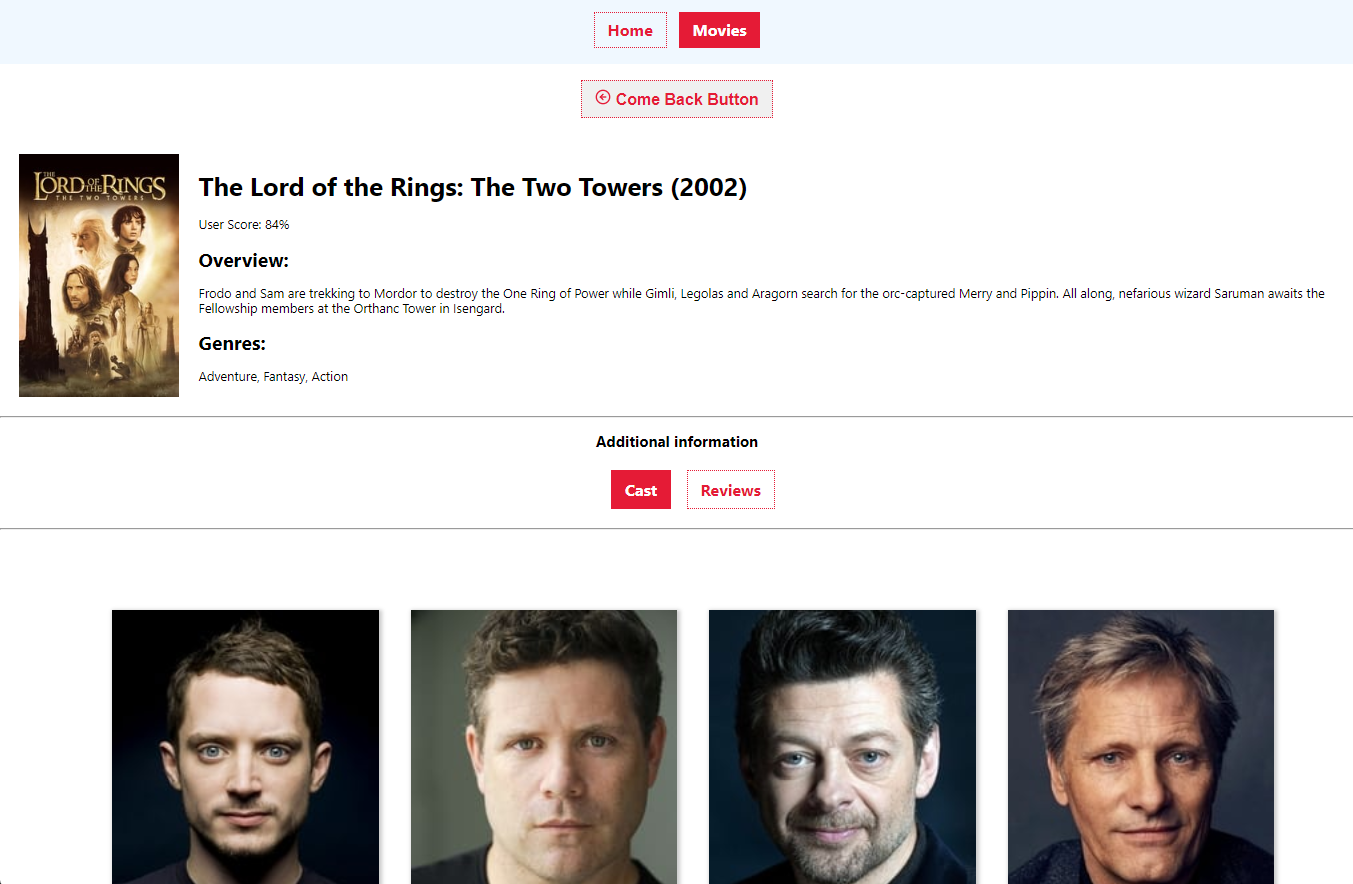 Home Movies
Come Back Button
THE
LORD OF THE RINGS
THE TWO TOWERS
The Lord of the Rings: The Two Towers (2002)
User Score: 84%
Overview:
Frodo and Sam are trekking to Mordor to destroy the One Ring of Power while Gimli, Legolas and Aragorn search for the orc-captured Merry and Pippin. All along, nefarious wizard Saruman awaits the
Fellowship members at the Orthanc Tower in Isengard.
Genres:
Adventure, Fantasy, Action
Additional information
Cast Reviews